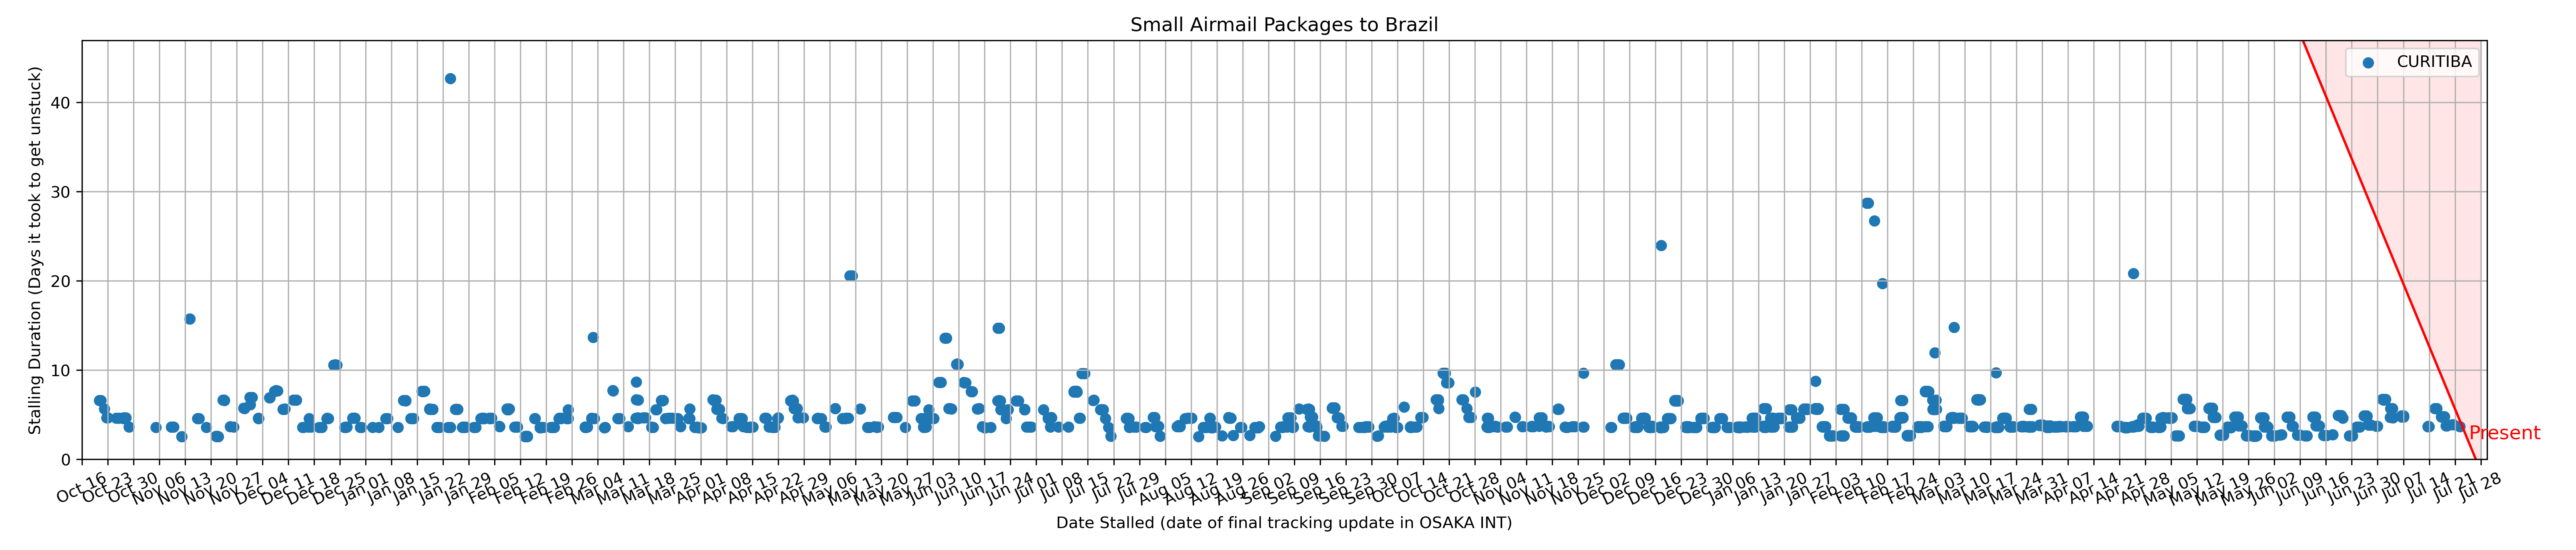 Small Airmail Packages to Brazil
CURITIBA
Stalling Duration (Days it took to get unstuck)
40
30
20
10
0
Present
Oct 16 Oct 23 Oct 30 Nov 06 Nov 13 Nov 20 Nov 27 Dec 04 Dec 11 Dec 18 Dec 25 Jan 01 Jan 08 Jan 15 Jan 22 Jan 29 Feb 05 Feb 12 Feb 19 Feb 26 Mar 04 Mar 11 Mar 18 Mar 25 Apr 01 Apr 08 Apr 15 Apr 22 Apr 29 May 06 May 13 May 20 May 27 Jun 03 Jun 10 Jun 17 Jun 24 Jul 01 Jul 08 Jul 15 Jul 22 Jul 29 Aug 05 Aug 12 Aug 19 Aug 26 Sep 02 Sep 09 Sep 16 Sep 23 Sep 30 Oct 07 Oct 14 Oct 21 Oct 28 Nov 04 Nov 11 Nov 18 Nov 25 Dec 02 Dec 09 Dec 16 Dec 23 Dec 30 Jan 06 Jan 13 Jan 20 Jan 27 Feb 03 Feb 10 Feb 17 Feb 24 Mar 03 Mar 10 Mar 17 Mar 24 Mar 31 Apr 07 Apr 14 Apr 21 Apr 28 May 05 May 12 May 19 May 26 Jun 02 Jun 09 Jun 16 Jun 23 Jun 30 Jul 07 Jul 14 Jul 21 Jul 28
Date Stalled (date of final tracking update in OSAKA INT)